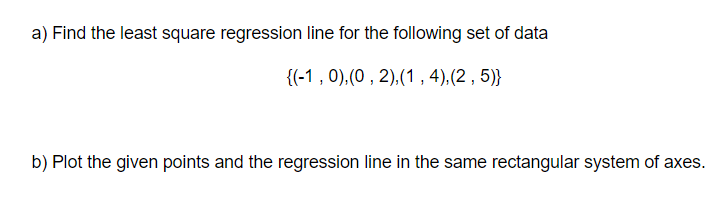 a) Find the least square regression line for the following set of data
{(-1 , 0),(0 , 2),(1 , 4),(2 , 5)}
b) Plot the given points and the regression line in the same rectangular system of axes.